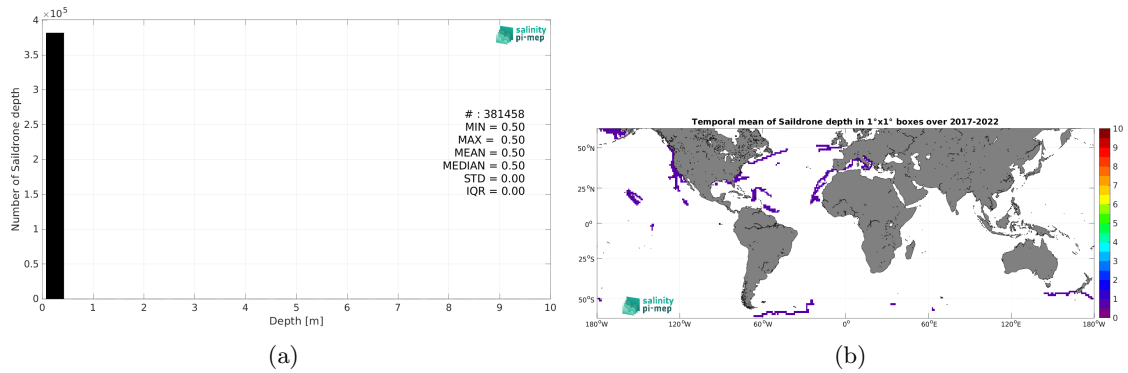 ×10⁵
4
3.5
3
2.5
2
1.5
1
0.5
0
Number of Saildrone depth
salinity
pi-mep
# : 381458
MIN = 0.50
MAX = 0.50
MEAN = 0.50
MEDIAN = 0.50
STD = 0.00
IQR = 0.00
1 2 3 4 5 6 7 8 9 10
Depth [m]
(a)
Temporal mean of Saildrone depth in 1°x1° boxes over 2017-2022
50°N
25°N
0°
25°S
50°S
salinity
pi-mep
180°W 120°W 60°W 0°E 60°E 120°E 180°W
10
9
8
7
6
5
4
3
2
1
0
(b)